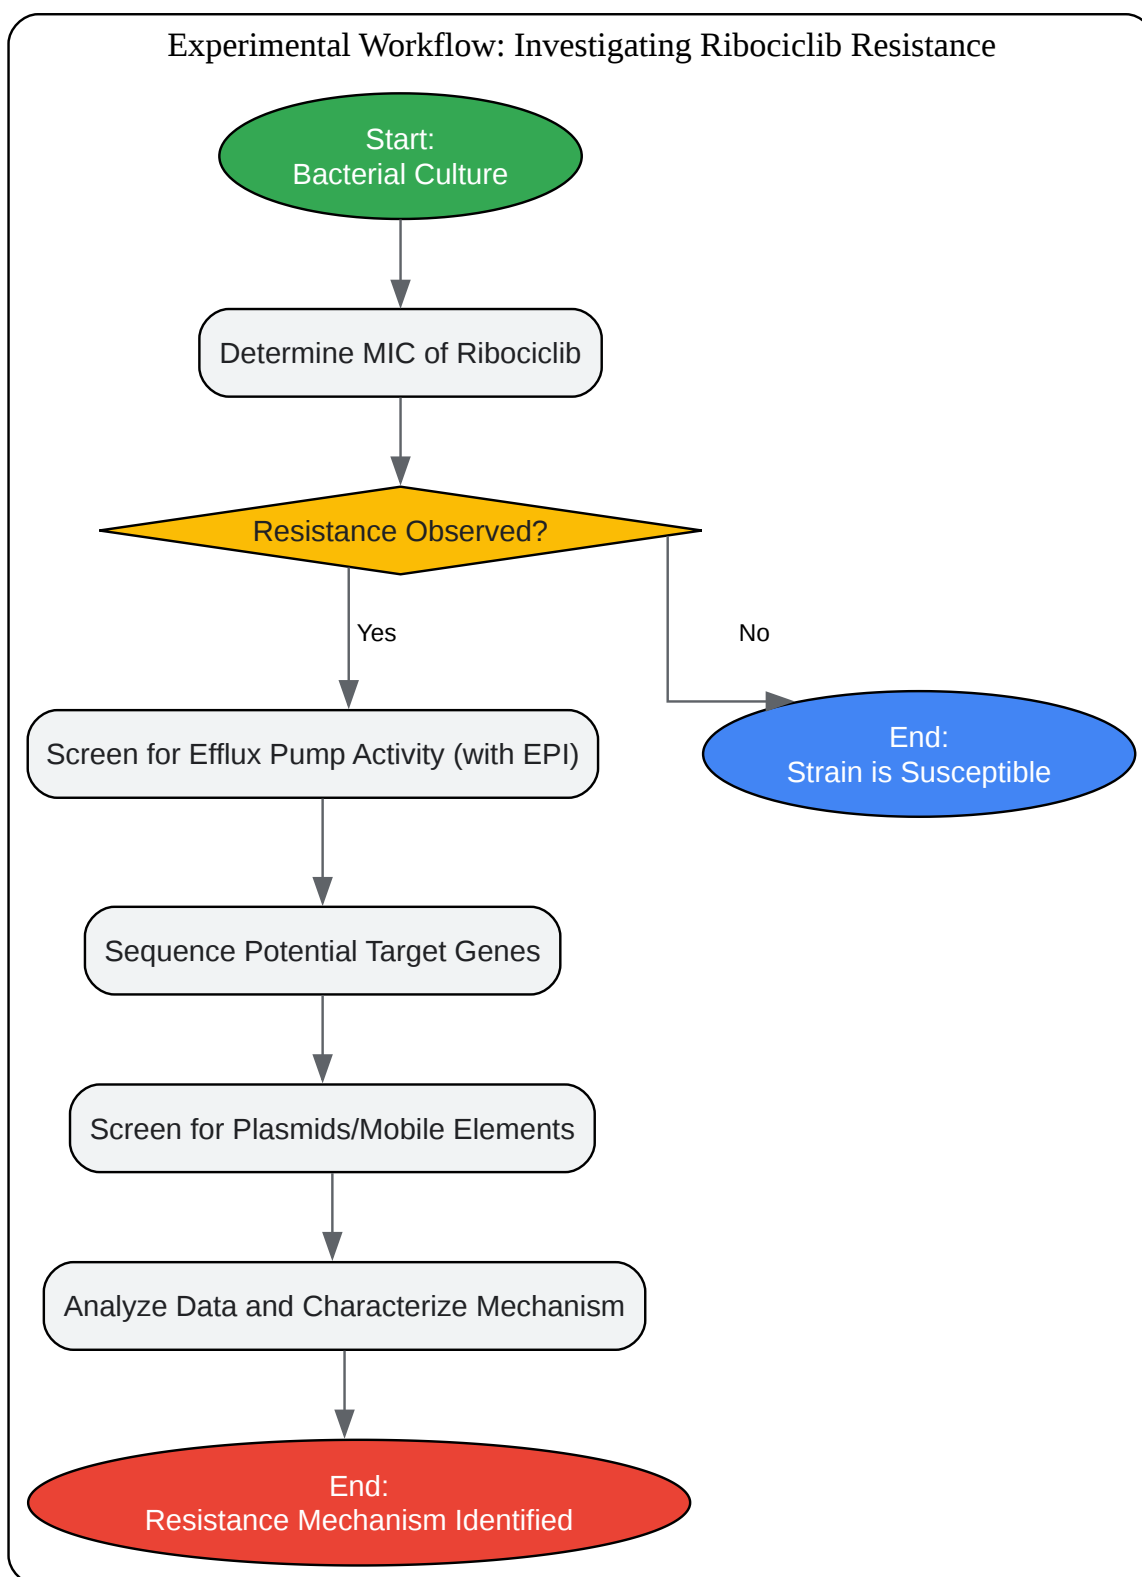 Experimental Workflow: Investigating Ribociclib Resistance
Start:
Bacterial Culture
Determine MIC of Ribociclib
Resistance Observed?
Yes
No
Screen for Efflux Pump Activity (with EPI)
End:
Strain is Susceptible
Sequence Potential Target Genes
Screen for Plasmids/Mobile Elements
Analyze Data and Characterize Mechanism
End:
Resistance Mechanism Identified